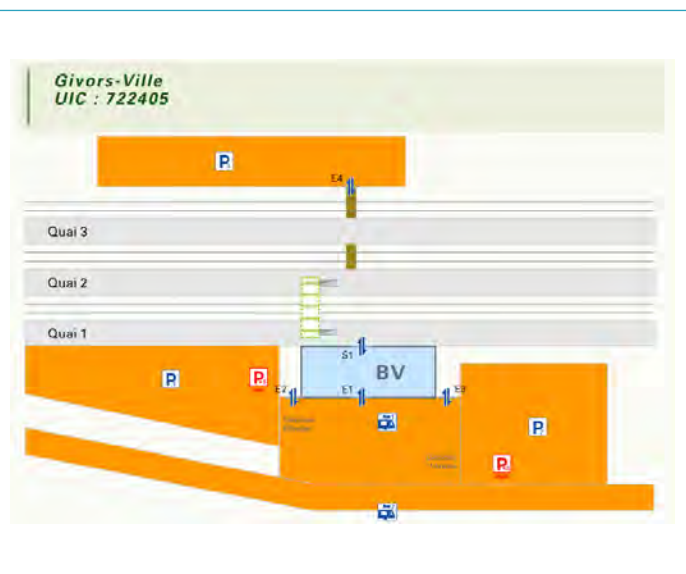 Givors-Ville
UIC : 722405
P
E4
Quai 3
Quai 2
Quai 1
S1
BV
P
P
E2
E1
E3
P
P